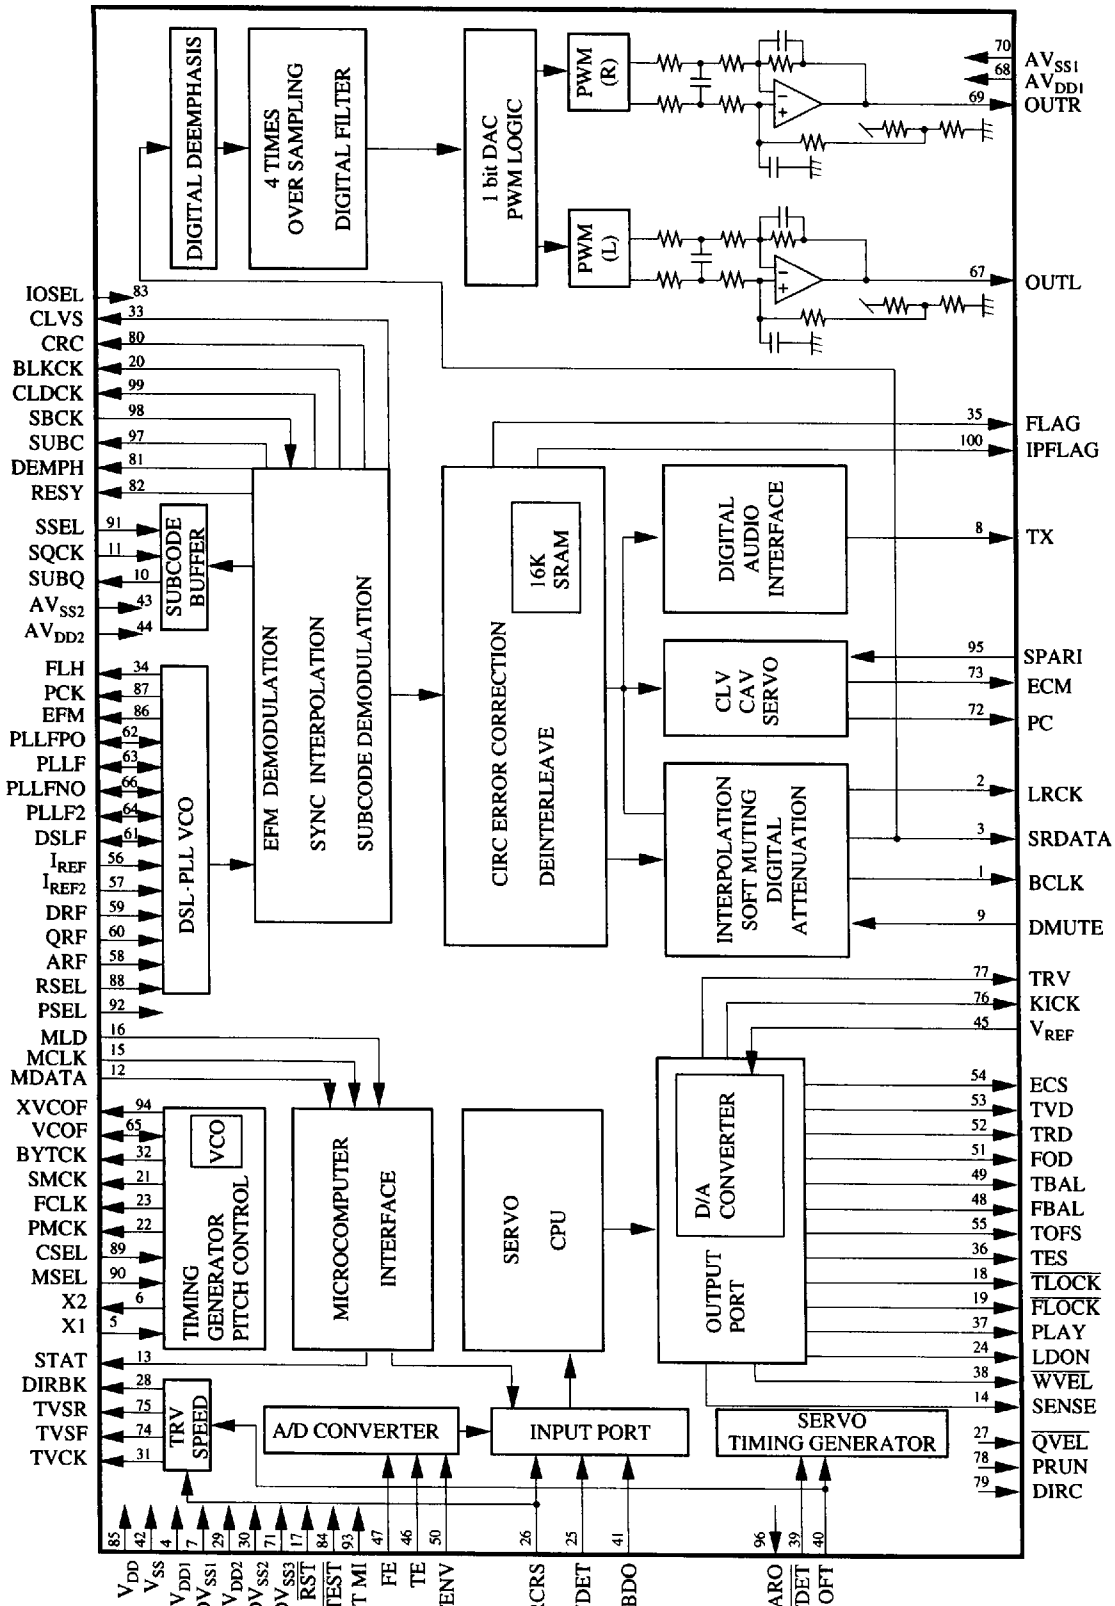 DIGITAL DEEMPHASIS
4 TIMES
OVER SAMPLING
DIGITAL FILTER
1 bit DAC
PWM LOGIC
PWM
(R)
PWM
(L)
70 AVSS1
68 AVDD1
69 OUTR
67 OUTL
IOSEL 83
CLVS 33
CRC 80
BLKCK 20
CLDCK 99
SBCK 98
SUBC 97
DEMPH 81
RESY 82
SSEL 91
SQCK 11
SUBQ 10
AVSS2 43
AVDD2 44
SUBCODE
BUFFER
FLH 34
PCK 87
EFM 86
PLLFPO 62
PLLF 63
PLLFNO 66
PLLF2 64
DSLF 61
IREF 56
IREF2 57
DRF 59
QRF 60
ARF 58
RSEL 88
PSEL 92
DSL-PLL VCO
EFM DEMODULATION
SYNC INTERPOLATION
SUBCODE DEMODULATION
CIRC ERROR CORRECTION
DEINTERLEAVE
16K
SRAM
DIGITAL
AUDIO
INTERFACE
CLV
CAV
SERVO
INTERPOLATION
SOFT MUTING
DIGITAL
ATTENUATION
35 FLAG
100 IPFLAG
8 TX
95 SPARI
73 ECM
72 PC
2 LRCK
3 SRDATA
1 BCLK
9 DMUTE
77 TRV
76 KICK
45 VREF
54 ECS
53 TVD
52 TRD
51 FOD
49 TBAL
48 FBAL
55 TOFS
36 TES
18 TLOCK
19 FLOCK
37 PLAY
24 LDON
38 WVEL
14 SENSE
27 QVEL
78 PRUN
79 DIRC
MLD 16
MCLK 15
MDATA 12
XVCOF 94
VCOF 65
BYTCK 32
SMCK 21
FCLK 23
PMCK 22
CSEL 89
MSEL 90
X2 6
X1 5
STAT 13
DIRBK 28
TVSR 75
TVSF 74
TVCK 31
VCO
TIMING
GENERATOR
PITCH CONTROL
MICROCOMPUTER
INTERFACE
SERVO
CPU
D/A
CONVERTER
OUTPUT
PORT
TRV
SPEED
A/D CONVERTER
INPUT PORT
SERVO
TIMING GENERATOR
85 VDD
42 VSS
4 VDD1
7 VSS1
29 VDD2
30 VSS2
71 VSS3
17 RST
84 TEST
93 T MI
47 FE
46 TE
50 ENV
26 CRS
25 DET
41 BDO
96 ARO
39 DET
40 OFT